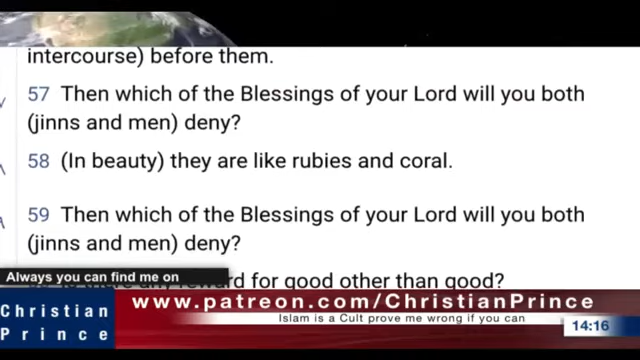 intercourse) before them.
57 Then which of the Blessings of your Lord will you both
(jinns and men) deny?
58 (In beauty) they are like rubies and coral.
59 Then which of the Blessings of your Lord will you both
(jinns and men) deny?
reward for good other than good?
Always you can find me on
www.patreon.com/ChristianPrince
Christian
Prince
Islam is a Cult prove me wrong if you can
14:16